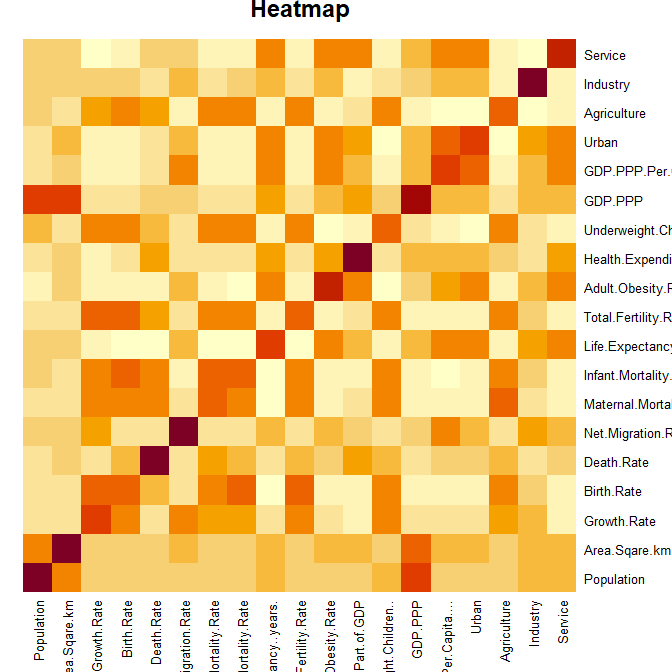 Heatmap
Service
Industry
Agriculture
Urban
GDP.PPP.Per.
GDP.PPP
Underweight.Ch
Health.Expendi
Adult.Obesity.
Total.Fertility.R
Life.Expectancy
Infant.Mortality.
Maternal.Mortal
Net.Migration.R
Death.Rate
Birth.Rate
Growth.Rate
Area.Sqare.km
Population
Population
ea.Sqare.km
Growth.Rate
Birth.Rate
Death.Rate
igration.Rate
Mortality.Rate
ortality.Rate
ancy..years.
Fertility.Rate
Obesity.Rate
Part.of.GDP
ht.Children..
GDP.PPP
Per.Capita....
Urban
Agriculture
Industry
Service